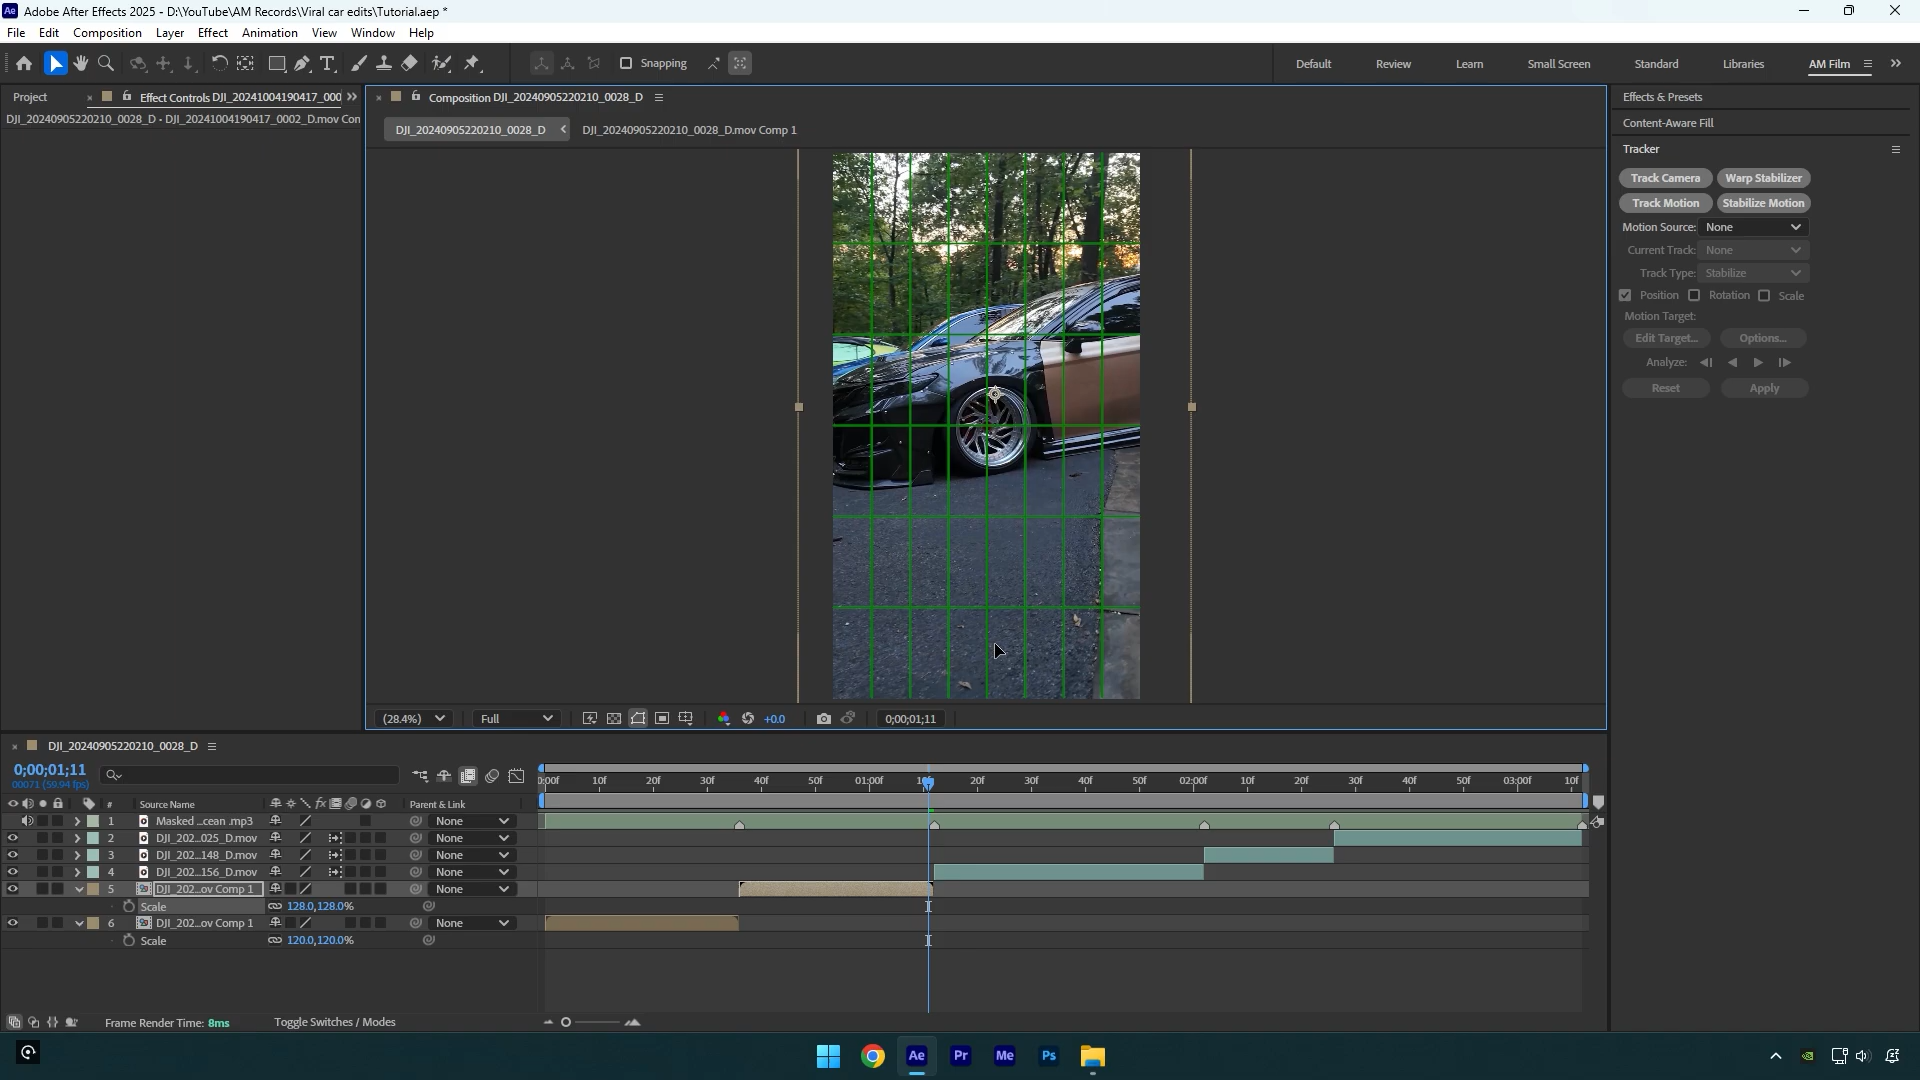 Adobe After Effects 2025 - D:\YouTube\AM Records\Viral car edits\Tutorial.aep *
File Edit Composition Layer Effect Animation View Window Help
Snapping Default Review Learn Small Screen Standard Libraries AM Film
Project Effect Controls DJI_20241004190417_000
DJI_20240905220210_0028_D - DJI_20241004190417_0002_D.mov Con
Composition DJI_20240905220210_0028_D
DJI_20240905220210_0028_D DJI_20240905220210_0028_D.mov Comp 1
(28.4%) Full +0.0 0;00;01;11
Effects & Presets
Content-Aware Fill
Tracker
Track Camera Warp Stabilizer
Track Motion Stabilize Motion
Motion Source: None
Current Track: None
Track Type: Stabilize
Position Rotation Scale
Motion Target:
Edit Target... Options...
Analyze:
Reset Apply
DJI_20240905220210_0028_D
0;00;01;11
00071 (59.94 fps)
0:00f 10f 20f 30f 40f 50f 01:00f 20f 30f 40f 50f 02:00f 10f 20f 30f 40f 50f 03:00f 10f
# Source Name fx Parent & Link
1 Masked ...cean .mp3 None
2 DJI_202...025_D.mov None
3 DJI_202...148_D.mov None
4 DJI_202...156_D.mov None
5 DJI_202...ov Comp 1 None
Scale 128.0,128.0%
6 DJI_202...ov Comp 1 None
Scale 120.0,120.0%
Frame Render Time: 8ms Toggle Switches / Modes
Ae Pr Me Ps